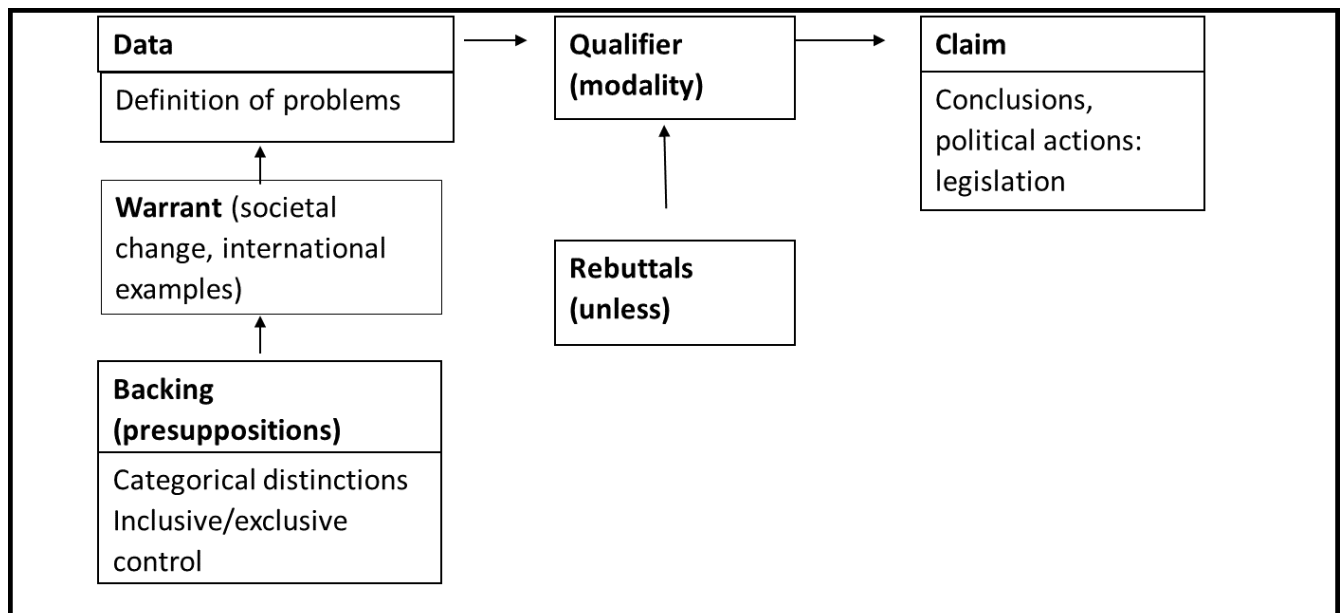 Data
Definition of problems
Warrant (societal
change, international
examples)
Backing
(presuppositions)
Categorical distinctions
Inclusive/exclusive
control
Qualifier
(modality)
Rebuttals
(unless)
Claim
Conclusions,
political actions:
legislation